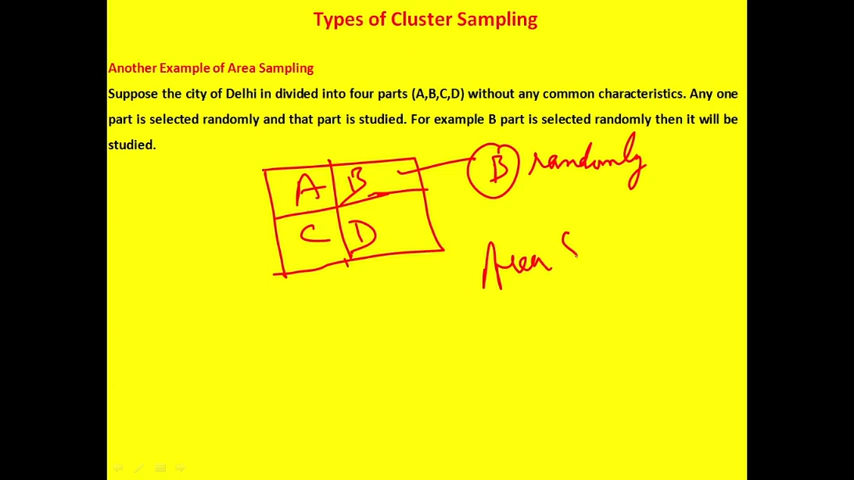 Types of Cluster Sampling
Another Example of Area Sampling
Suppose the city of Delhi in divided into four parts (A,B,C,D) without any common characteristics. Any one
part is selected randomly and that part is studied. For example B part is selected randomly then it will be
studied.
A B
B randomly
C D
Area S